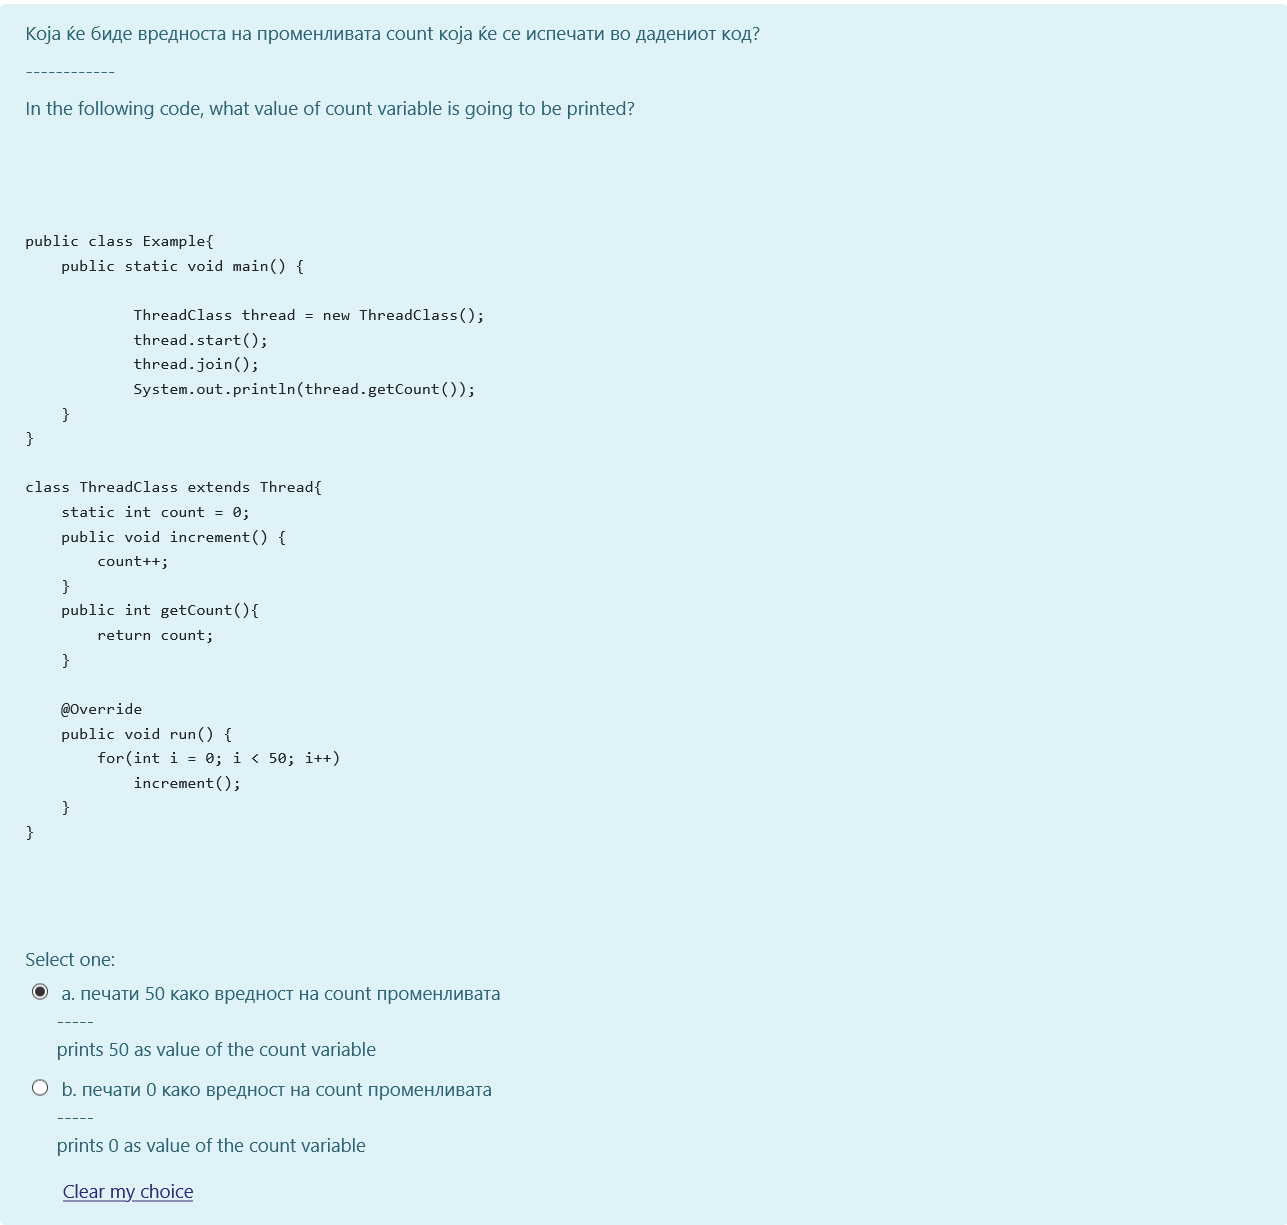 Која ќе биде вредноста на променливата count која ќе се испечати во дадениот код?
------------
In the following code, what value of count variable is going to be printed?
public class Example{
    public static void main() {
            ThreadClass thread = new ThreadClass();
            thread.start();
            thread.join();
            System.out.println(thread.getCount());
    }
}
class ThreadClass extends Thread{
    static int count = 0;
    public void increment() {
        count++;
    }
    public int getCount(){
        return count;
    }
    @Override
    public void run() {
        for(int i = 0; i < 50; i++)
            increment();
    }
}
Select one:
a. печати 50 како вредност на count променливата
-----
prints 50 as value of the count variable
b. печати 0 како вредност на count променливата
-----
prints 0 as value of the count variable
Clear my choice